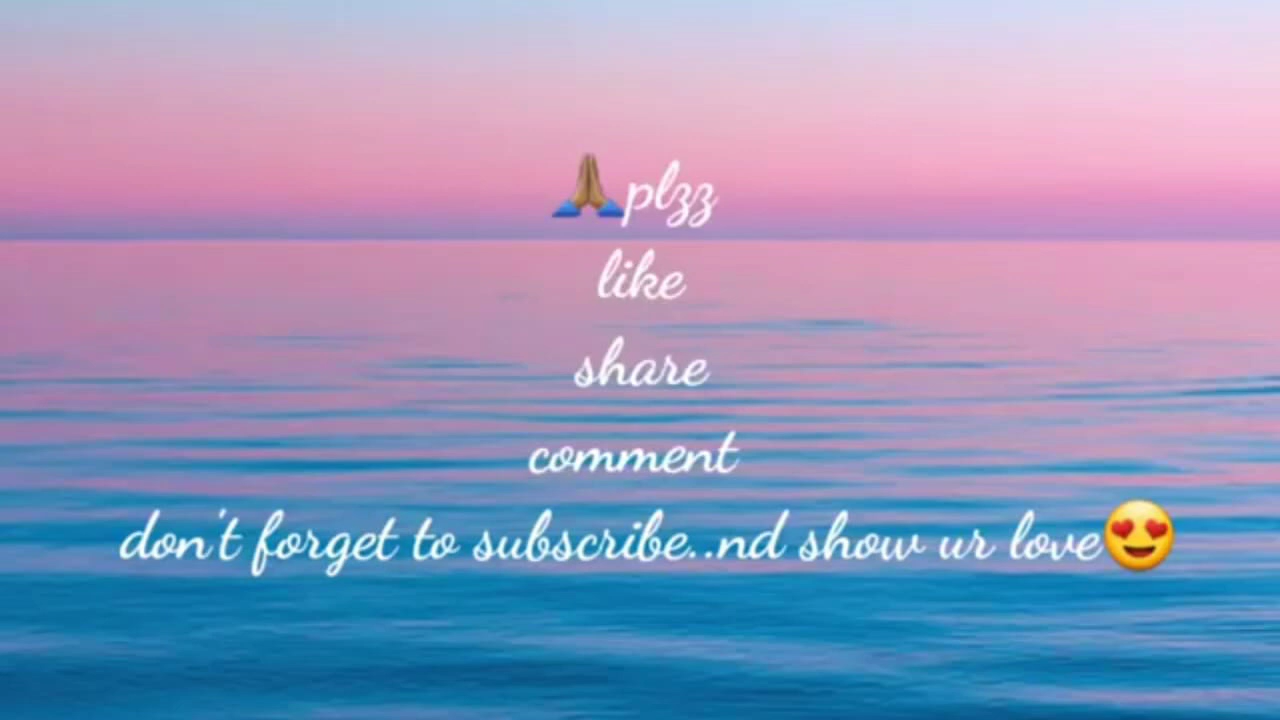 🙏🏽plzz
like
share
comment
don't forget to subscribe..nd show ur love😍